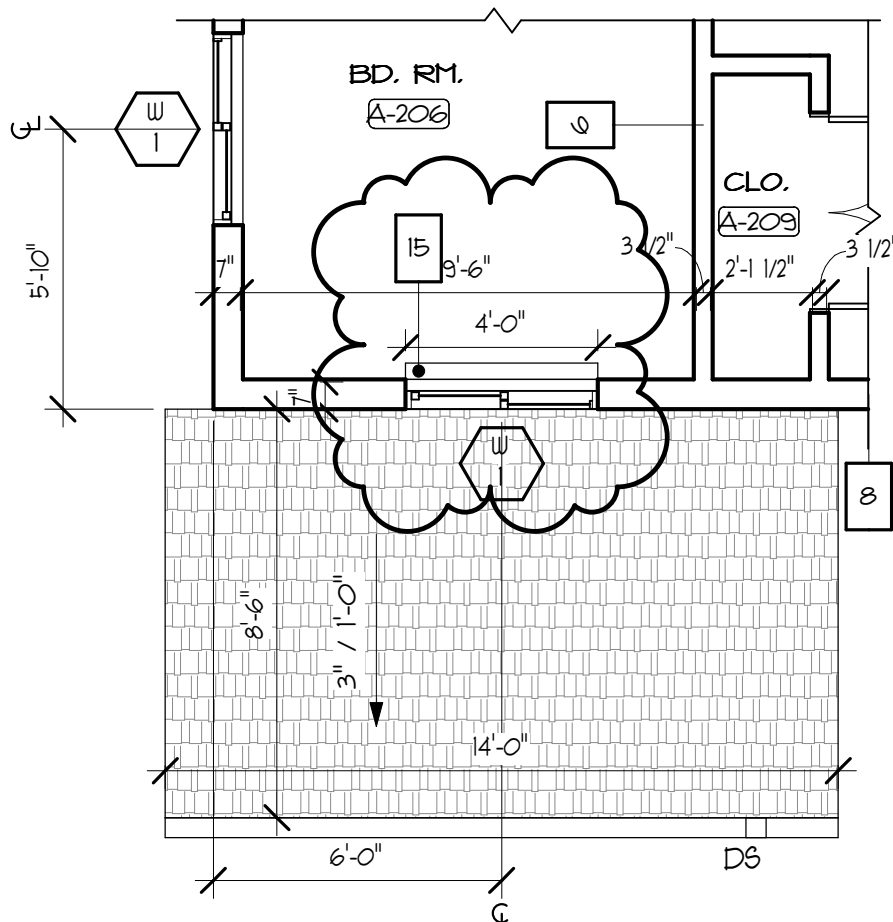 BD. RM.
A-206
W
1
℄
6
CLO.
A-209
15
5'-10"
7"
9'-6"
3 1/2"
2'-1 1/2"
3 1/2"
4'-0"
7"
W
1
8
8'-6"
3" / 1'-0"
14'-0"
6'-0"
DS
℄